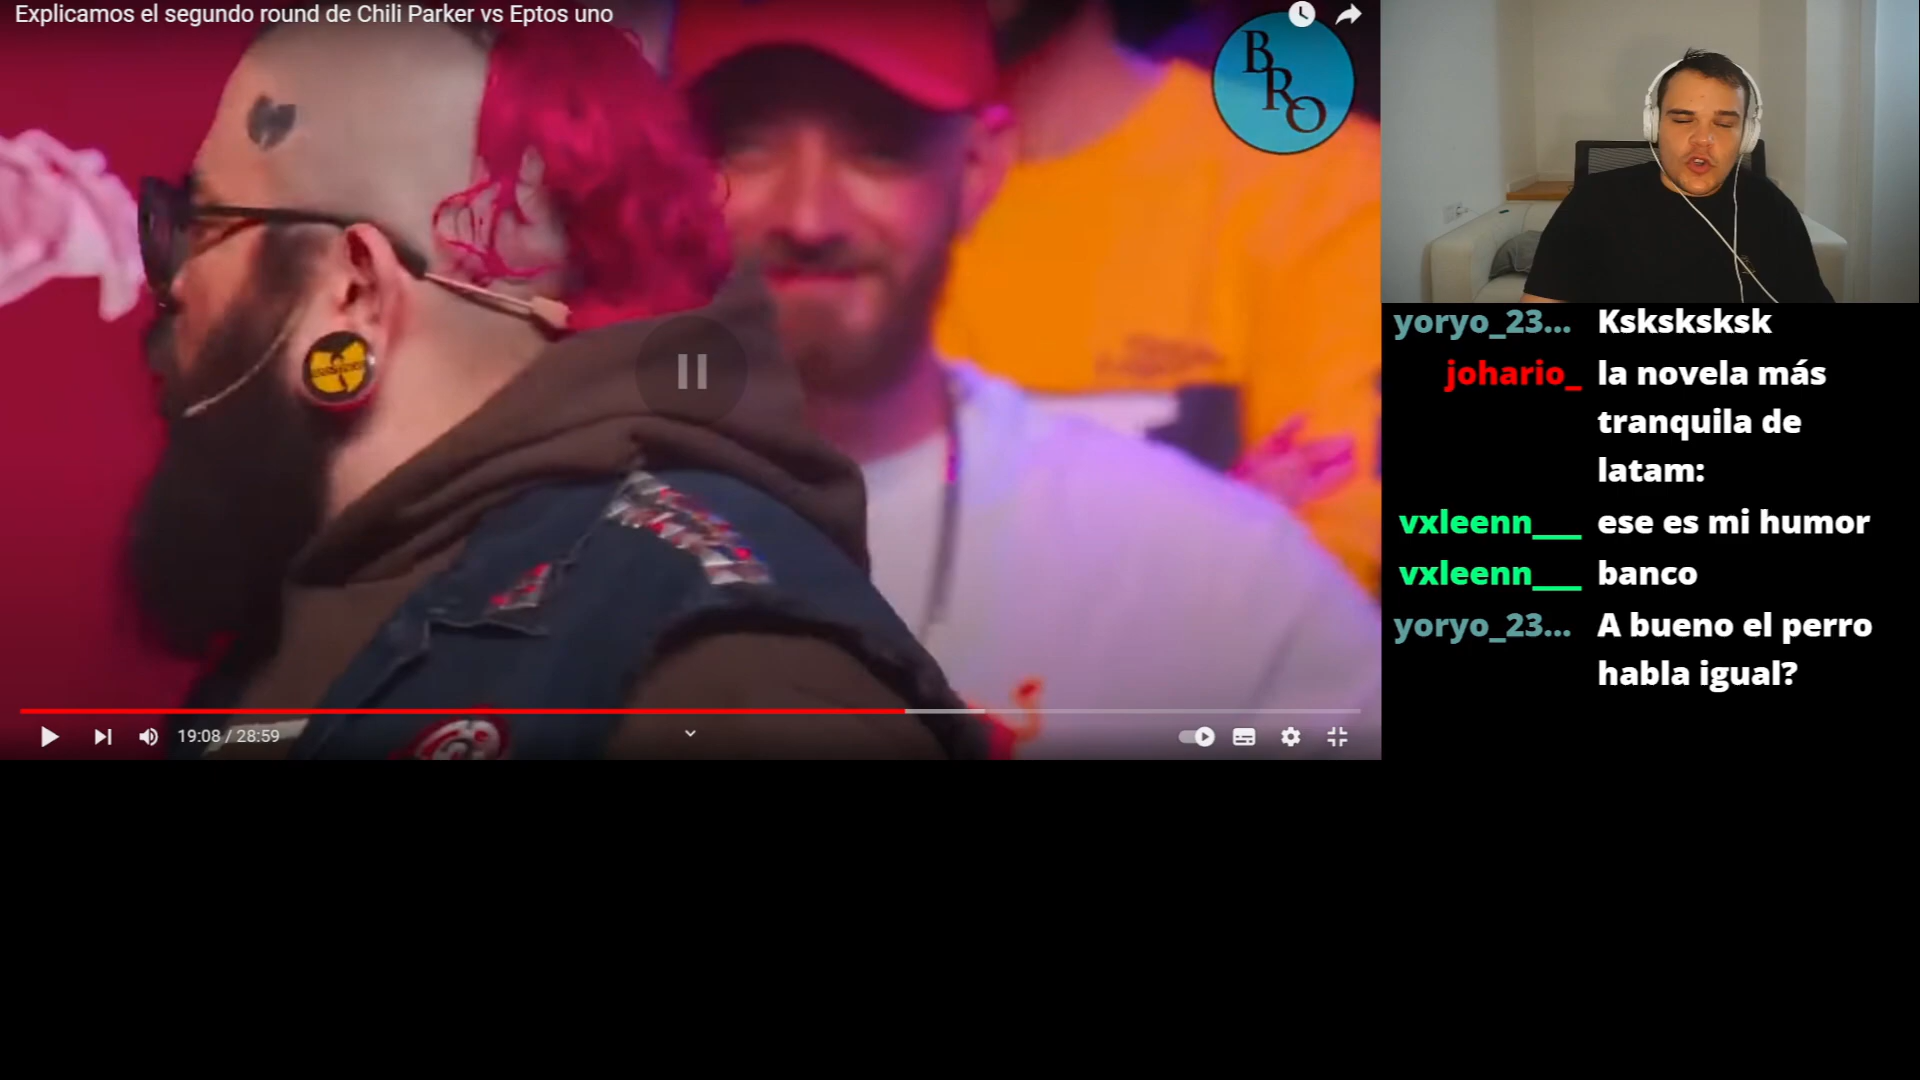 Explicamos el segundo round de Chili Parker vs Eptos uno
BRO
19:08 / 28:59
yoryo_23... Ksksksksk
johario_ la novela más
tranquila de
latam:
vxleenn___ ese es mi humor
vxleenn___ banco
yoryo_23... A bueno el perro
habla igual?